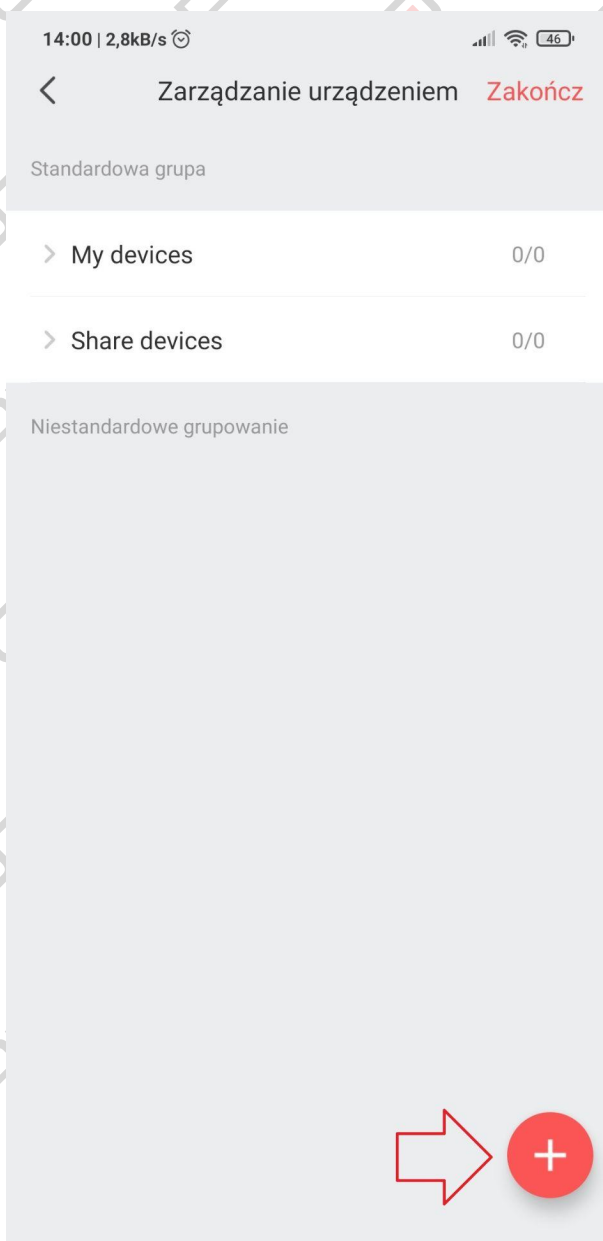 14:00 | 2,8kB/s 46
Zarządzanie urządzeniem Zakończ
Standardowa grupa
My devices 0/0
Share devices 0/0
Niestandardowe grupowanie